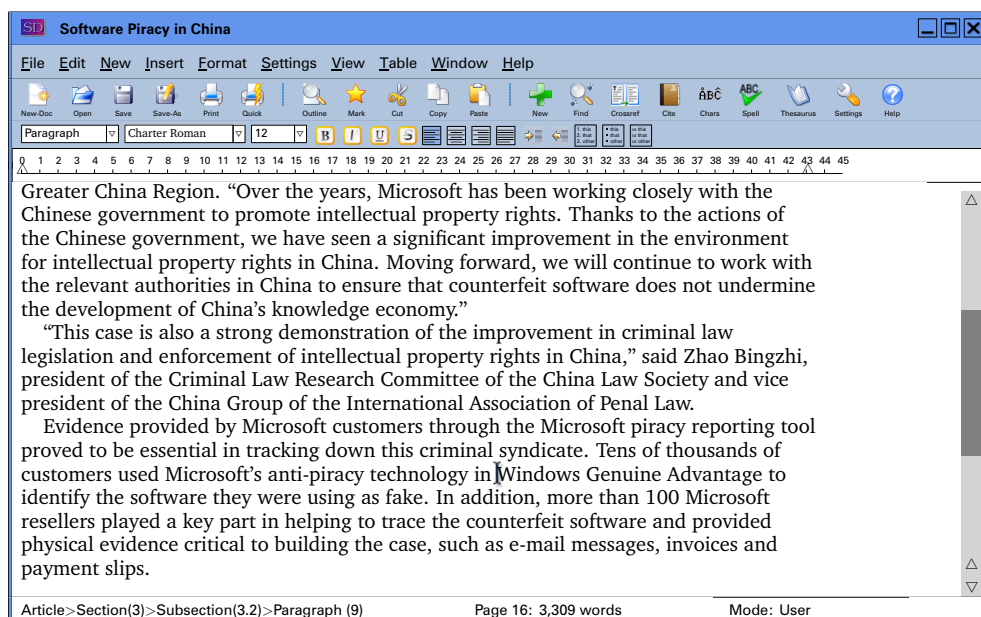 SD Software Piracy in China
File Edit New Insert Format Settings View Table Window Help
ABC
ÂBĈ
New-Doc Open Save Save-As Print Quick Outline Mark Cut Copy Paste New Find Crossref Cite Chars Spell Thesaurus Settings Help
Paragraph Charter Roman 12 B I U S 1. this 2. that 3. other • this • that • other
0 1 2 3 4 5 6 7 8 9 10 11 12 13 14 15 16 17 18 19 20 21 22 23 24 25 26 27 28 29 30 31 32 33 34 35 36 37 38 39 40 41 42 43 44 45
Greater China Region. “Over the years, Microsoft has been working closely with the
Chinese government to promote intellectual property rights. Thanks to the actions of
the Chinese government, we have seen a significant improvement in the environment
for intellectual property rights in China. Moving forward, we will continue to work with
the relevant authorities in China to ensure that counterfeit software does not undermine
the development of China’s knowledge economy.”
“This case is also a strong demonstration of the improvement in criminal law
legislation and enforcement of intellectual property rights in China,” said Zhao Bingzhi,
president of the Criminal Law Research Committee of the China Law Society and vice
president of the China Group of the International Association of Penal Law.
Evidence provided by Microsoft customers through the Microsoft piracy reporting tool
proved to be essential in tracking down this criminal syndicate. Tens of thousands of
customers used Microsoft’s anti-piracy technology in Windows Genuine Advantage to
identify the software they were using as fake. In addition, more than 100 Microsoft
resellers played a key part in helping to trace the counterfeit software and provided
physical evidence critical to building the case, such as e-mail messages, invoices and
payment slips.
Article>Section(3)>Subsection(3.2)>Paragraph (9) Page 16: 3,309 words Mode: User